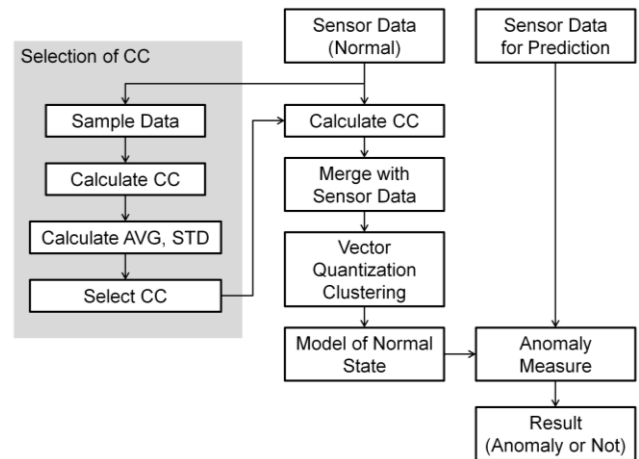 Sensor Data
(Normal)
Sensor Data
for Prediction
Selection of CC
Sample Data
Calculate CC
Calculate AVG, STD
Select CC
Calculate CC
Merge with
Sensor Data
Vector
Quantization
Clustering
Model of Normal
State
Anomaly
Measure
Result
(Anomaly or Not)